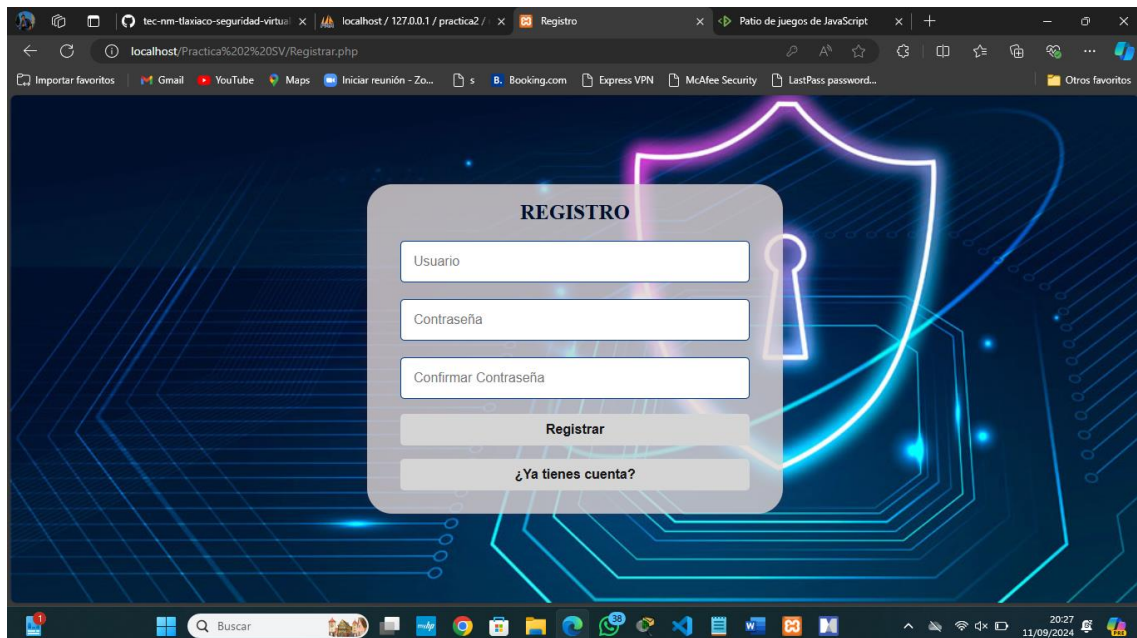 tec-nm-tlaxiaco-seguridad-virtual
localhost / 127.0.0.1 / practica2 /
Registro
Patio de juegos de JavaScript
localhost/Practica%202%20SV/Registrar.php
Importar favoritos
Gmail
YouTube
Maps
Iniciar reunión - Zo...
s
B. Booking.com
Express VPN
McAfee Security
LastPass password...
Otros favoritos
REGISTRO
Usuario
Contraseña
Confirmar Contraseña
Registrar
¿Ya tienes cuenta?
1
Buscar
38
20:27
11/09/2024